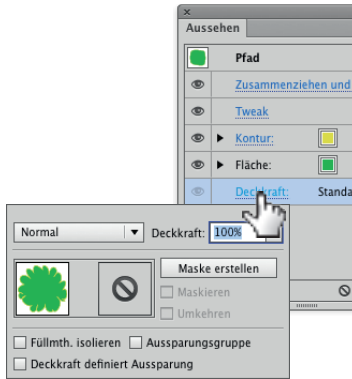 Aussehen
Pfad
Zusammenziehen und
Tweak
Kontur:
Fläche:
Deckkraft: Standa
Normal Deckkraft: 100%
Maske erstellen
Maskieren
Umkehren
Füllmth. isolieren Aussparungsgruppe
Deckkraft definiert Aussparung